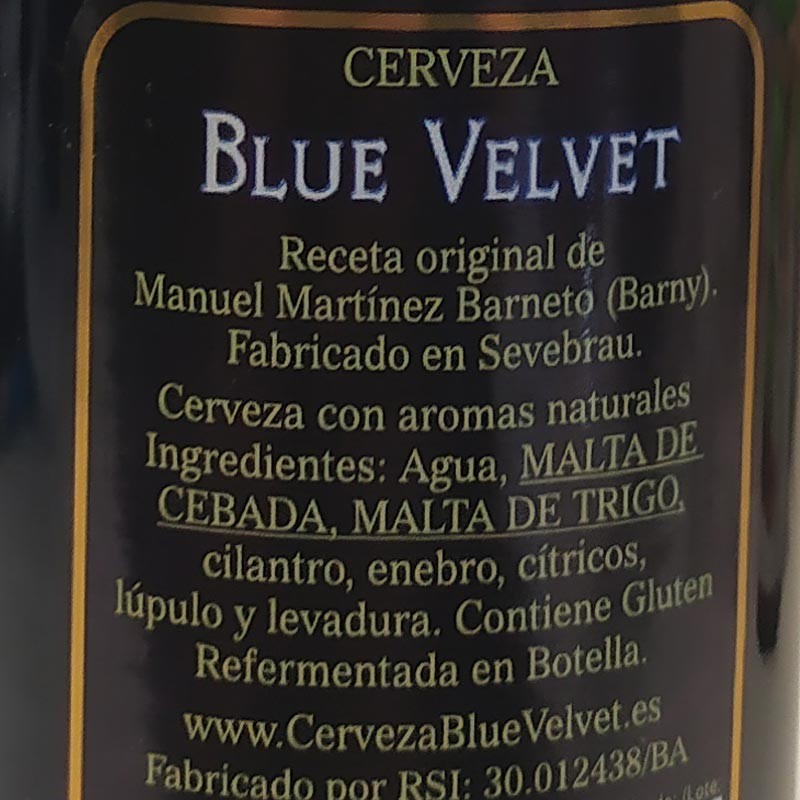 CERVEZA
BLUE VELVET
Receta original de
Manuel Martínez Barneto (Barny).
Fabricado en Sevebrau.
Cerveza con aromas naturales
Ingredientes: Agua, MALTA DE
CEBADA, MALTA DE TRIGO,
cilantro, enebro, cítricos,
lúpulo y levadura. Contiene Gluten
Refermentada en Botella.
www.CervezaBlueVelvet.es
Fabricado por RSI: 30.012438/BA
(Lote: